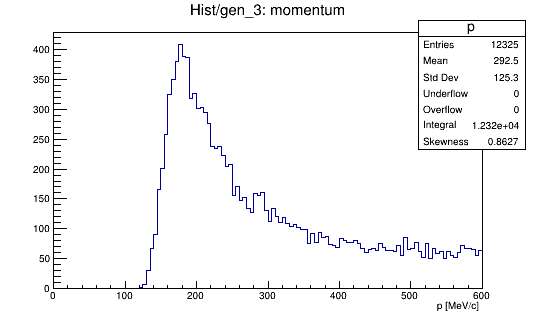 Hist/gen_3: momentum
p
Entries 12325
Mean 292.5
Std Dev 125.3
Underflow 0
Overflow 0
Integral 1.232e+04
Skewness 0.8627
400
350
300
250
200
150
100
50
0
0 100 200 300 400 500 600
p [MeV/c]